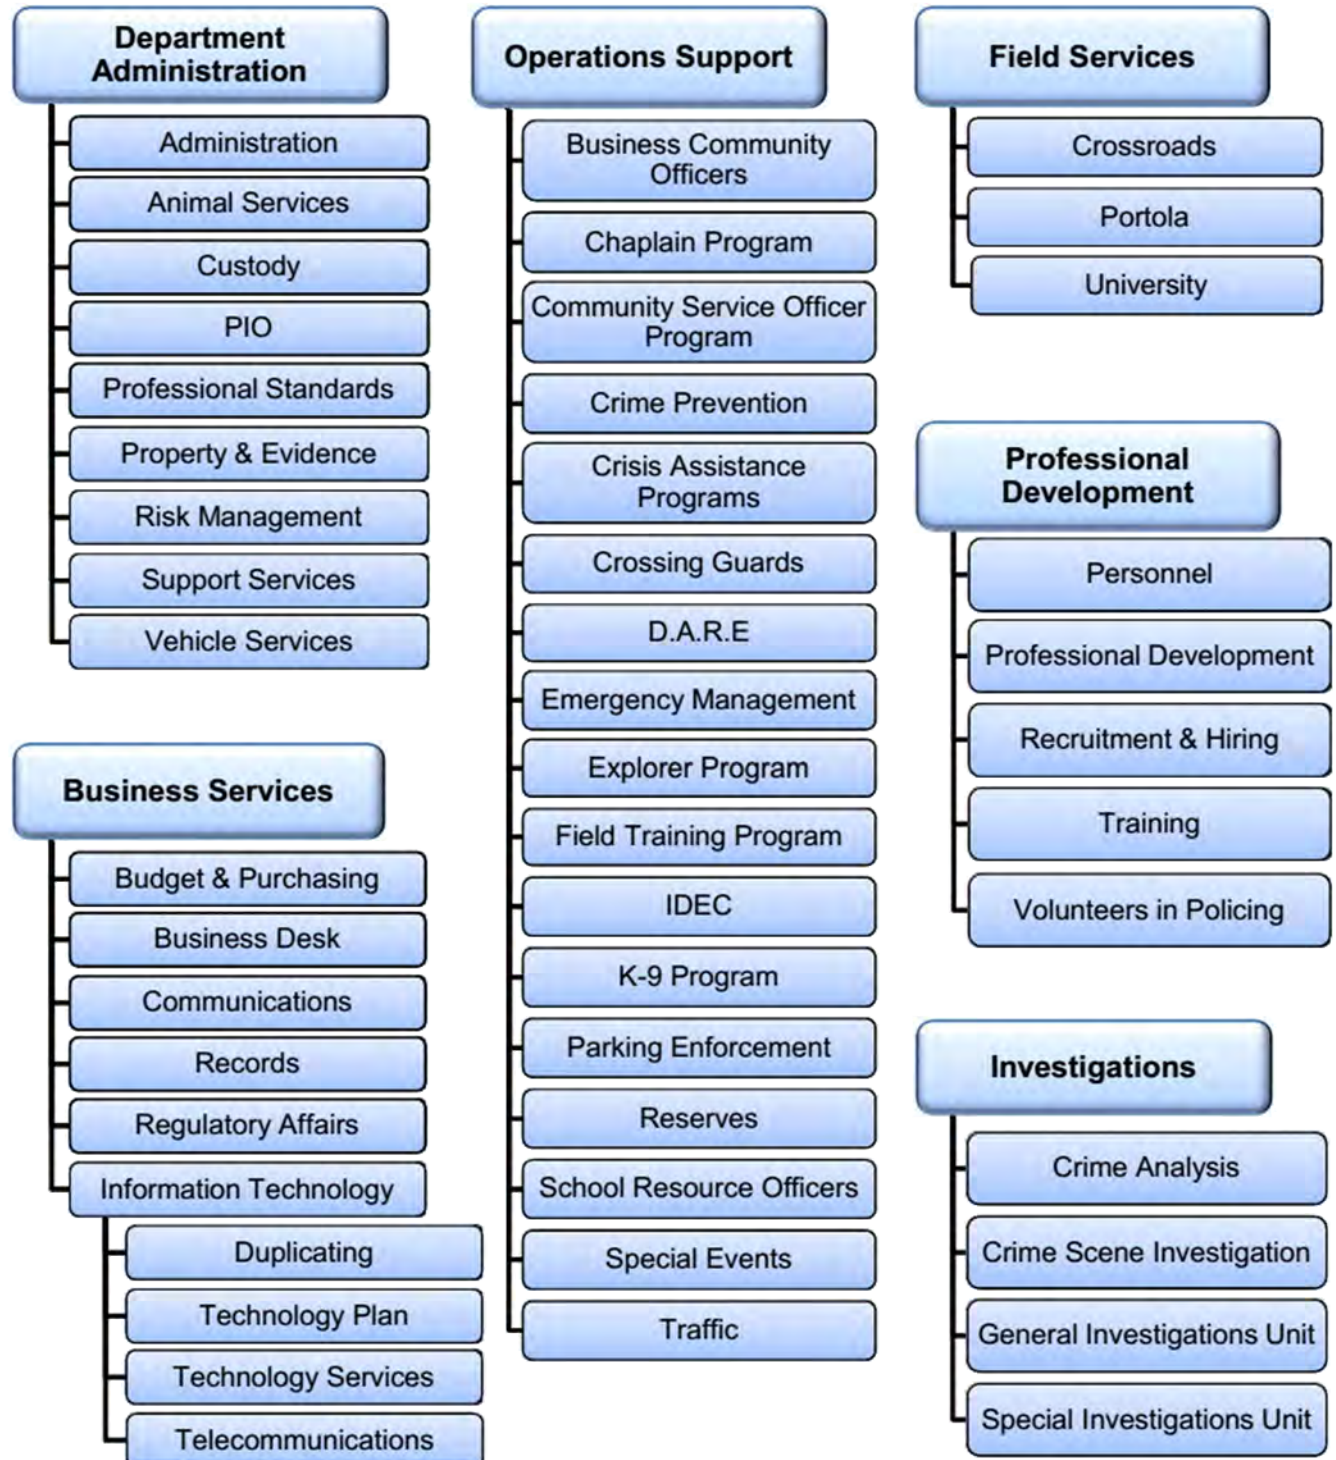 Department
Administration
Administration
Animal Services
Custody
PIO
Professional Standards
Property & Evidence
Risk Management
Support Services
Vehicle Services
Business Services
Budget & Purchasing
Business Desk
Communications
Records
Regulatory Affairs
Information Technology
Duplicating
Technology Plan
Technology Services
Telecommunications
Operations Support
Business Community
Officers
Chaplain Program
Community Service Officer
Program
Crime Prevention
Crisis Assistance
Programs
Crossing Guards
D.A.R.E
Emergency Management
Explorer Program
Field Training Program
IDEC
K-9 Program
Parking Enforcement
Reserves
School Resource Officers
Special Events
Traffic
Field Services
Crossroads
Portola
University
Professional
Development
Personnel
Professional Development
Recruitment & Hiring
Training
Volunteers in Policing
Investigations
Crime Analysis
Crime Scene Investigation
General Investigations Unit
Special Investigations Unit